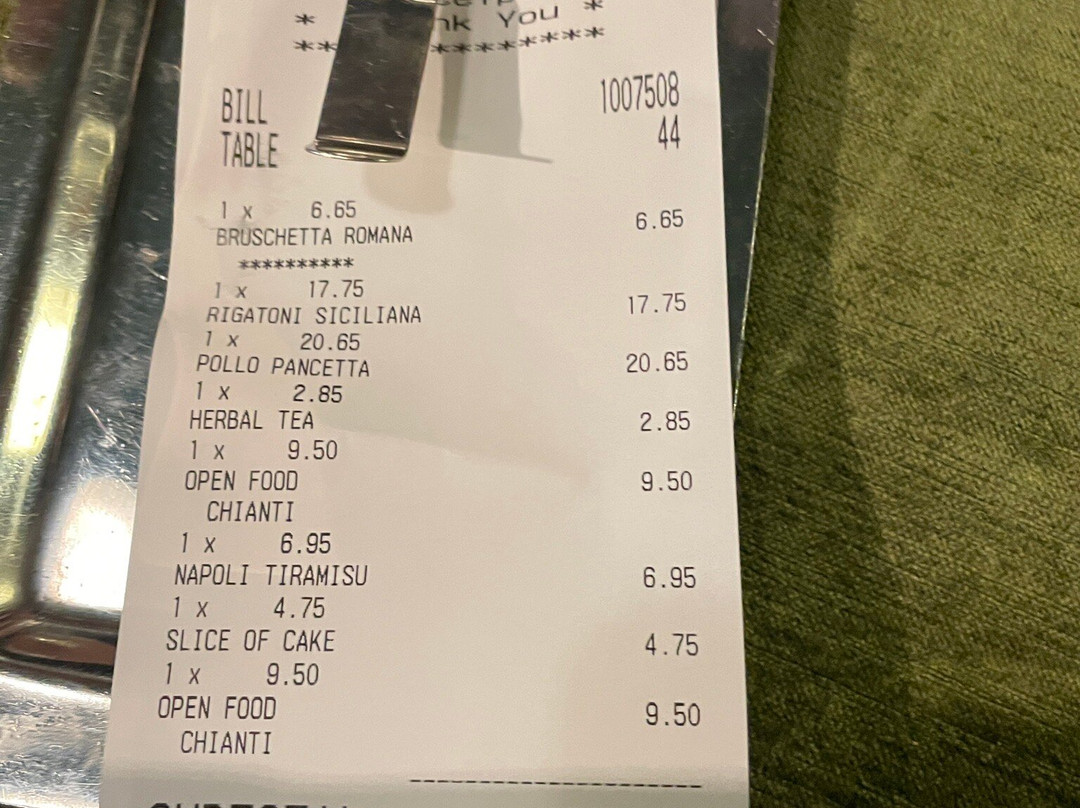 * nk You *
** ********
BILL 1007508
TABLE 44
1 x 6.65 6.65
BRUSCHETTA ROMANA
**********
1 x 17.75 17.75
RIGATONI SICILIANA
1 x 20.65 20.65
POLLO PANCETTA
1 x 2.85 2.85
HERBAL TEA
1 x 9.50 9.50
OPEN FOOD
CHIANTI
1 x 6.95 6.95
NAPOLI TIRAMISU
1 x 4.75 4.75
SLICE OF CAKE
1 x 9.50 9.50
OPEN FOOD
CHIANTI